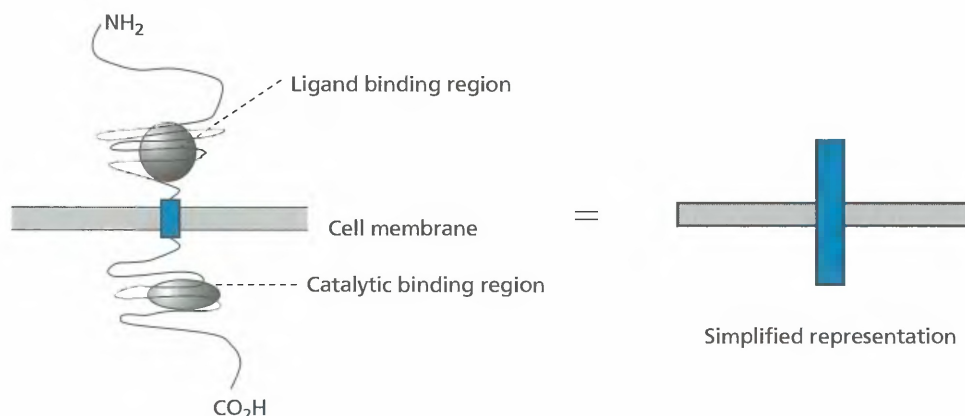 NH₂
Ligand binding region
Cell membrane
=
Catalytic binding region
Simplified representation
CO₂H